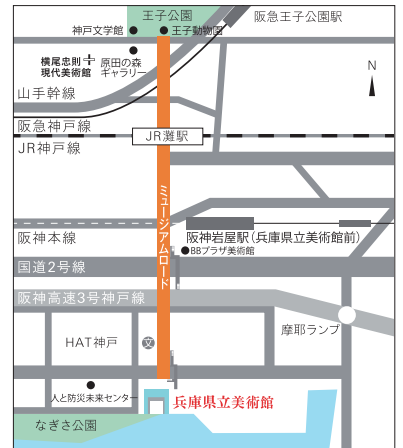 王子公園
阪急王子公園駅
神戸文学館
王子動物園
横尾忠則
現代美術館
原田の森
ギャラリー
N
山手幹線
阪急神戸線
JR灘駅
JR神戸線
ミュージアムロード
阪神本線
阪神岩屋駅(兵庫県立美術館前)
BBプラザ美術館
国道2号線
阪神高速3号神戸線
摩耶ランプ
HAT神戸
文
人と防災未来センター
兵庫県立美術館
なぎさ公園